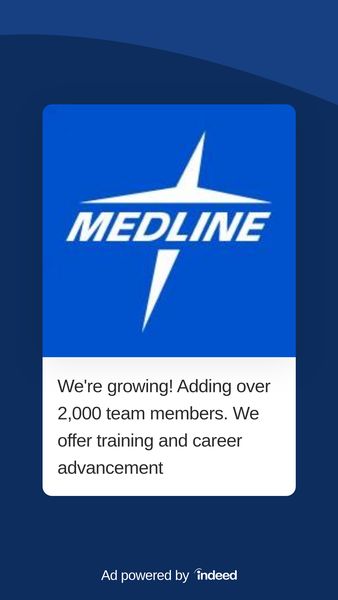 MEDLINE
We're growing! Adding over
2,000 team members. We
offer training and career
advancement
Ad powered by indeed